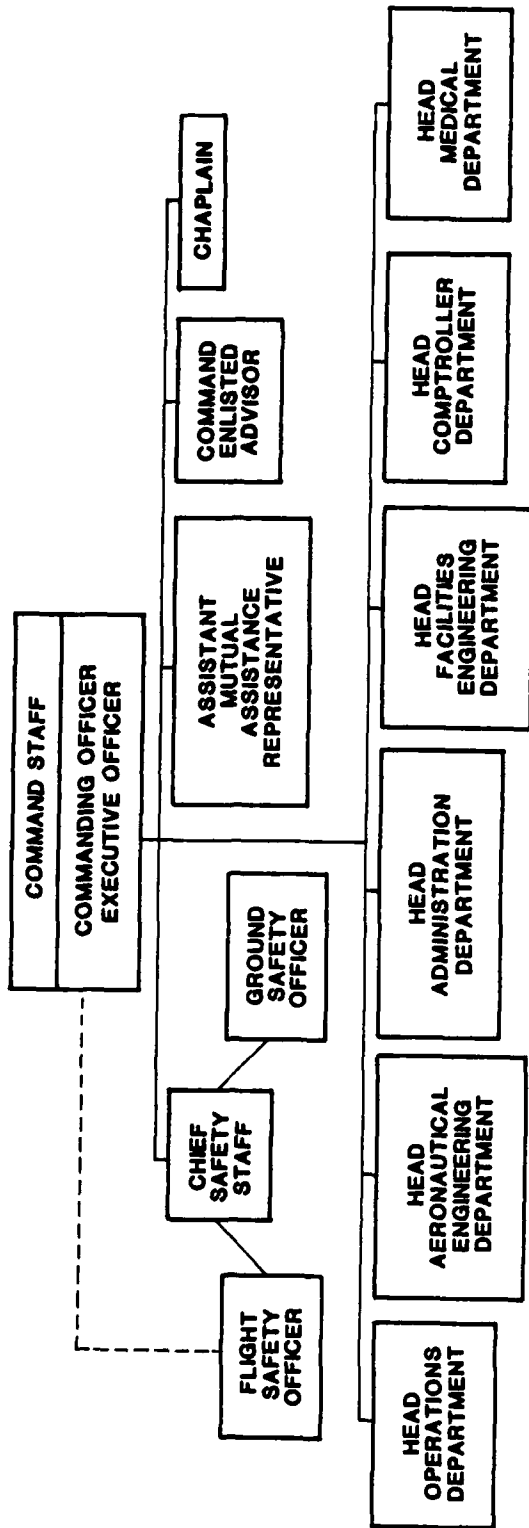 COMMAND STAFF
COMMANDING OFFICER
EXECUTIVE OFFICER
FLIGHT
SAFETY
OFFICER
CHIEF
SAFETY
STAFF
GROUND
SAFETY
OFFICER
ASSISTANT
MUTUAL
ASSISTANCE
REPRESENTATIVE
COMMAND
ENLISTED
ADVISOR
CHAPLAIN
HEAD
OPERATIONS
DEPARTMENT
HEAD
AERONAUTICAL
ENGINEERING
DEPARTMENT
HEAD
ADMINISTRATION
DEPARTMENT
HEAD
FACILITIES
ENGINEERING
DEPARTMENT
HEAD
COMPTROLLER
DEPARTMENT
HEAD
MEDICAL
DEPARTMENT